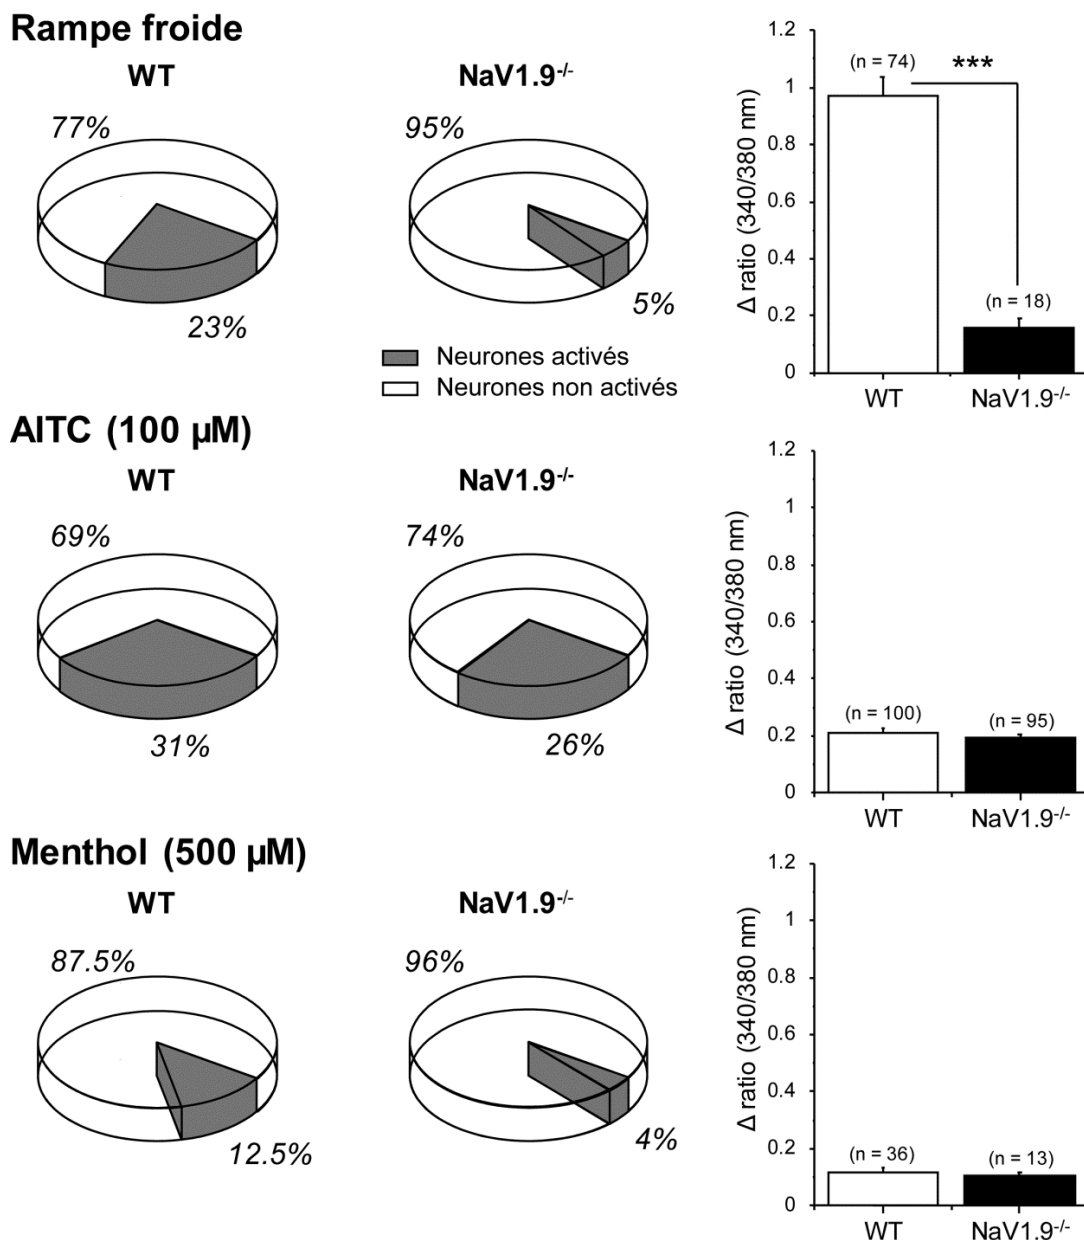 Rampe froide
WT
NaV1.9-/-
77%
95%
23%
5%
Neurones activés
Neurones non activés
1.2
1
0.8
0.6
0.4
0.2
0
Δ ratio (340/380 nm)
(n = 74)
***
(n = 18)
WT
NaV1.9-/-
AITC (100 µM)
WT
NaV1.9-/-
69%
74%
31%
26%
1.2
1
0.8
0.6
0.4
0.2
0
Δ ratio (340/380 nm)
(n = 100)
(n = 95)
WT
NaV1.9-/-
Menthol (500 µM)
WT
NaV1.9-/-
87.5%
96%
12.5%
4%
1.2
1
0.8
0.6
0.4
0.2
0
Δ ratio (340/380 nm)
(n = 36)
(n = 13)
WT
NaV1.9-/-